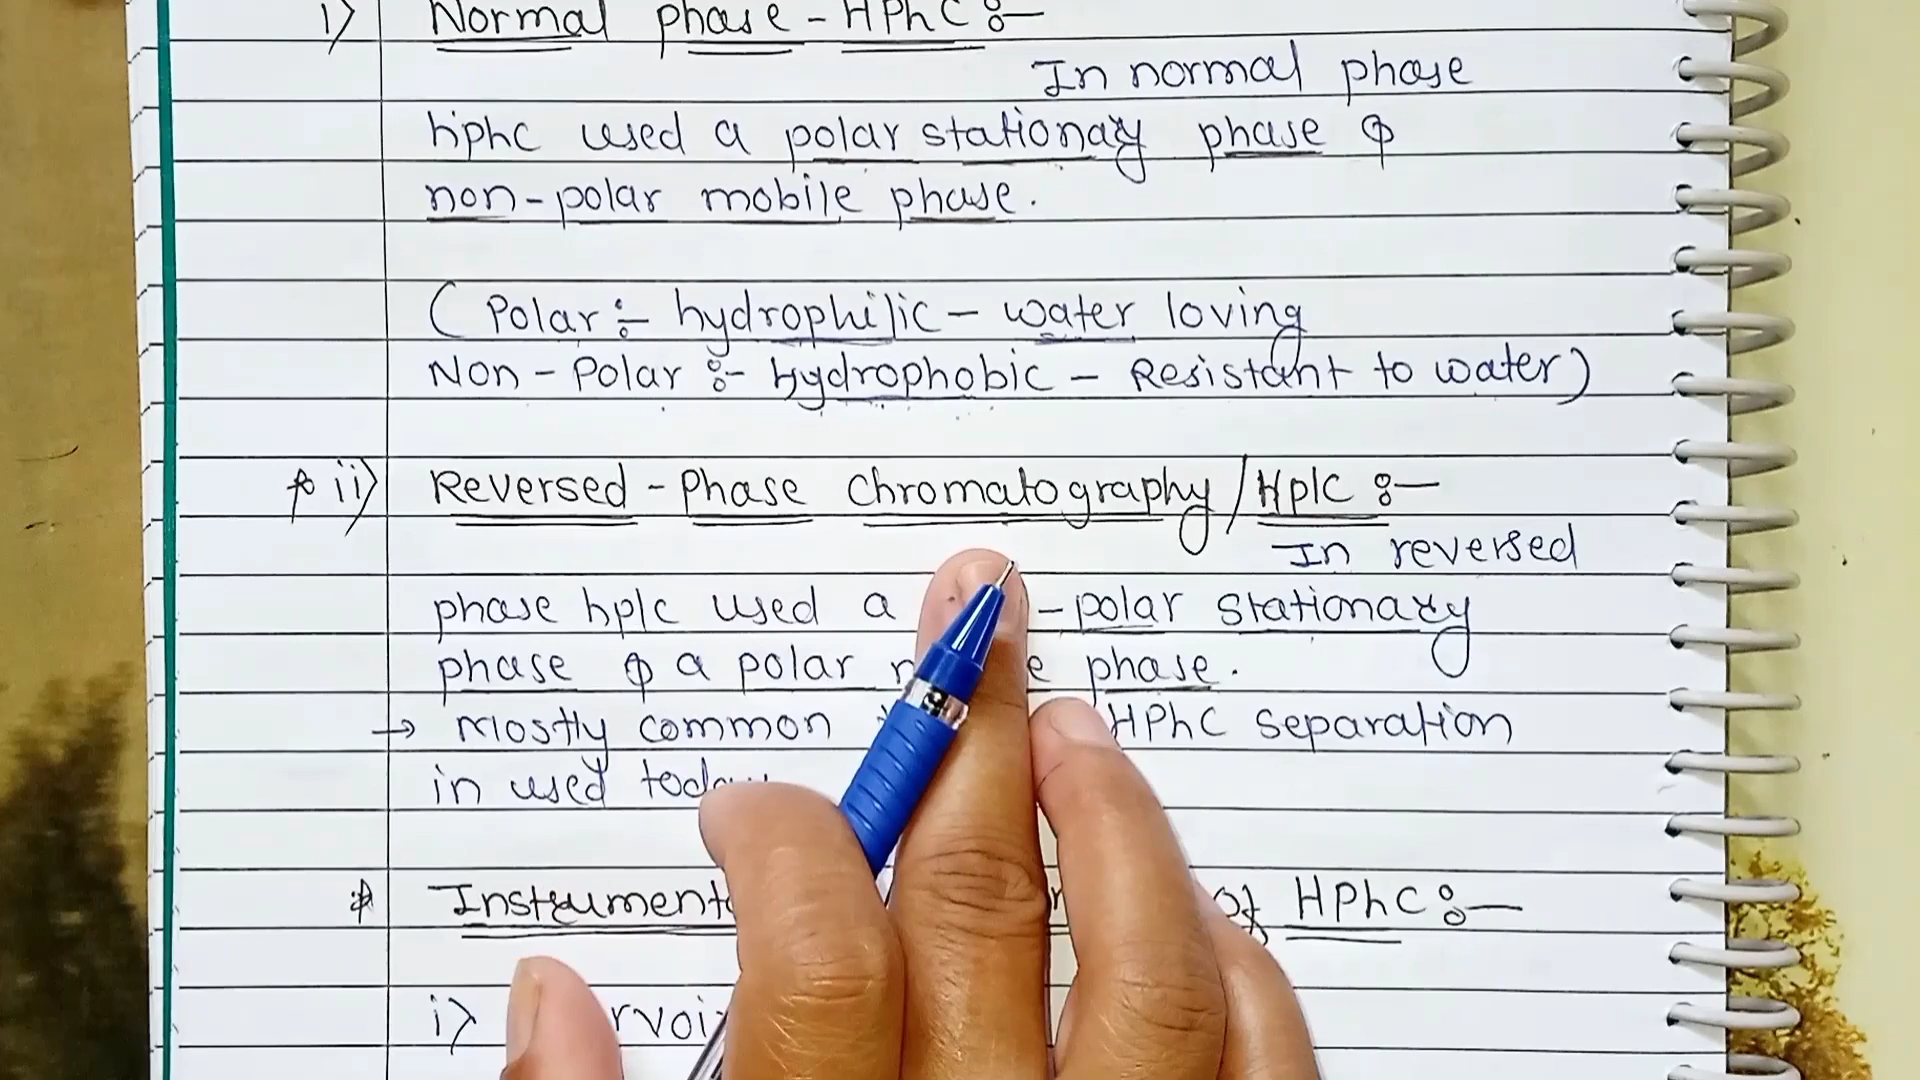 i) Normal phase - HPhC :-
In normal phase
hphc used a polar stationary phase &
non-polar mobile phase.
( Polar :- hydrophilic - water loving
Non - Polar :- hydrophobic - Resistant to water)
* ii) Reversed - Phase Chromatography / Hplc :-
In reversed
phase hplc used a - polar stationary
phase & a polar phase.
→ Mostly common HPhC separation
in used
* of HPhC :-
i)